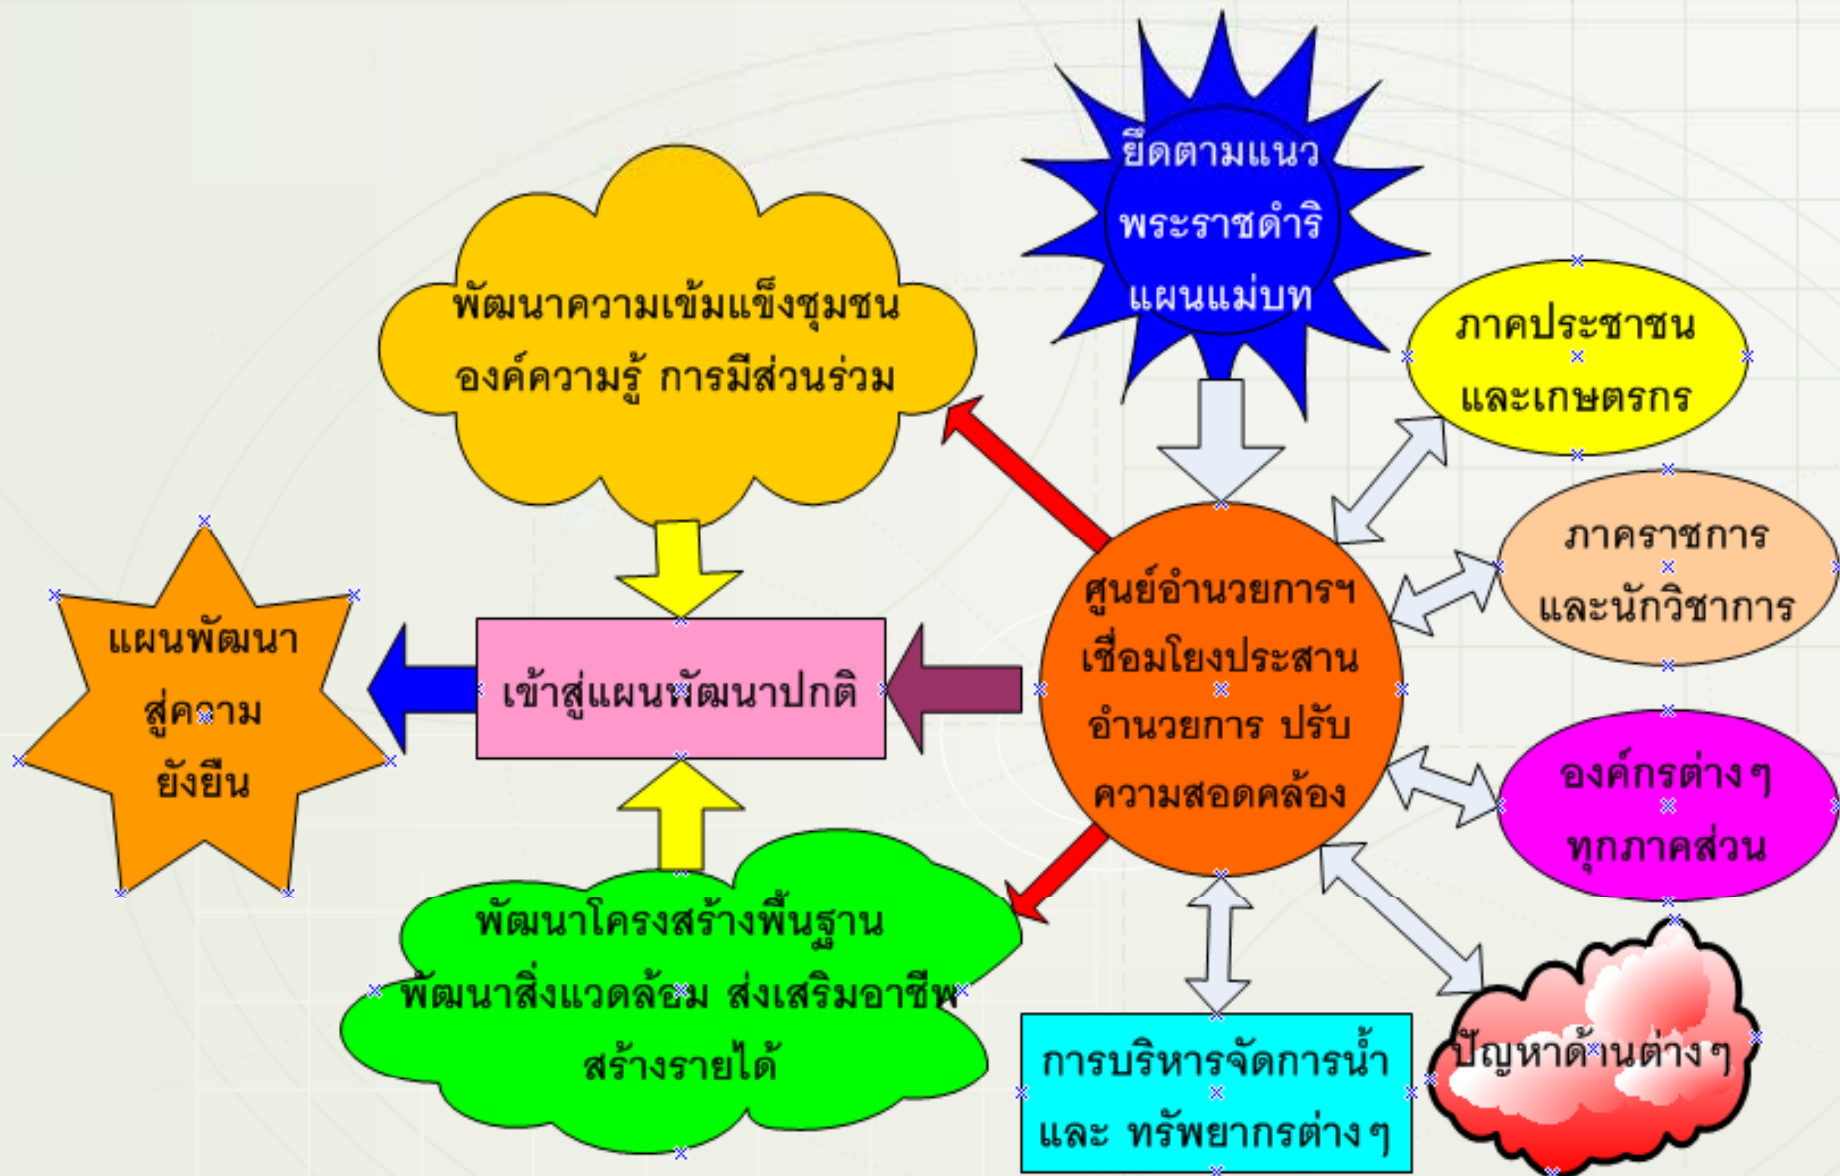 ยึดตามแนว
พระราชดำริ
แผนแม่บท
พัฒนาความเข้มแข็งชุมชน
องค์ความรู้ การมีส่วนร่วม
ภาคประชาชน
และเกษตรกร
ภาคราชการ
และนักวิชาการ
ศูนย์อำนวยการฯ
เชื่อมโยงประสาน
อำนวยการ ปรับ
ความสอดคล้อง
เข้าสู่แผนพัฒนาปกติ
แผนพัฒนา
สู่ความ
ยั่งยืน
องค์กรต่างๆ
ทุกภาคส่วน
พัฒนาโครงสร้างพื้นฐาน
พัฒนาสิ่งแวดล้อม ส่งเสริมอาชีพ
สร้างรายได้
การบริหารจัดการน้ำ
และ ทรัพยากรต่างๆ
ปัญหาด้านต่างๆ